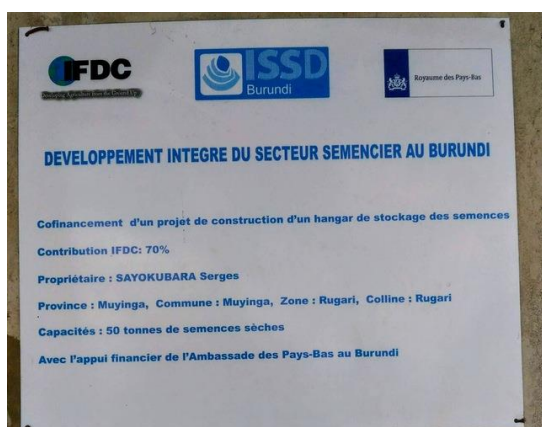 IFDC
ISSD
Burundi
Royaume des Pays-Bas
DEVELOPPEMENT INTEGRE DU SECTEUR SEMENCIER AU BURUNDI
Cofinancement d'un projet de construction d'un hangar de stockage des semences
Contribution IFDC: 70%
Propriétaire : SAYOKUBARA Serges
Province : Muyinga, Commune : Muyinga, Zone : Rugari, Colline : Rugari
Capacités : 50 tonnes de semences sèches
Avec l'appui financier de l'Ambassade des Pays-Bas au Burundi